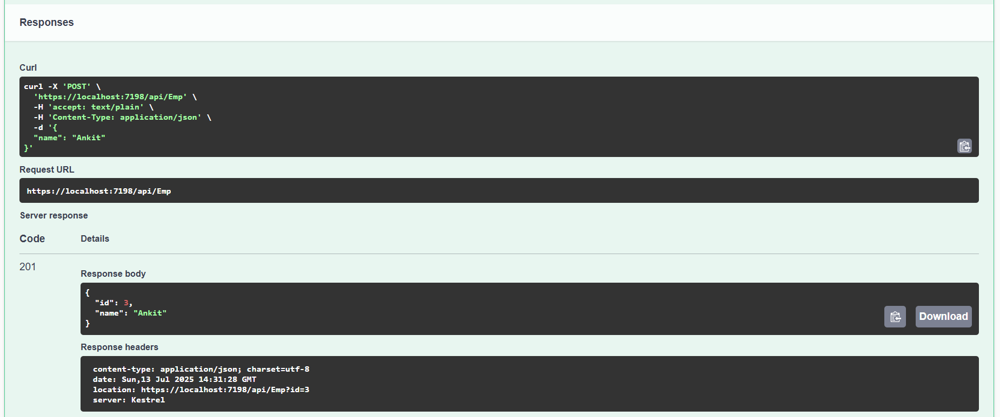 Responses
Curl
curl -X 'POST' \
  'https://localhost:7198/api/Emp' \
  -H 'accept: text/plain' \
  -H 'Content-Type: application/json' \
  -d '{
  "name": "Ankit"
}'
Request URL
https://localhost:7198/api/Emp
Server response
Code Details
201
Response body
{
  "id": 3,
  "name": "Ankit"
}
Download
Response headers
content-type: application/json; charset=utf-8
date: Sun,13 Jul 2025 14:31:28 GMT
location: https://localhost:7198/api/Emp?id=3
server: Kestrel